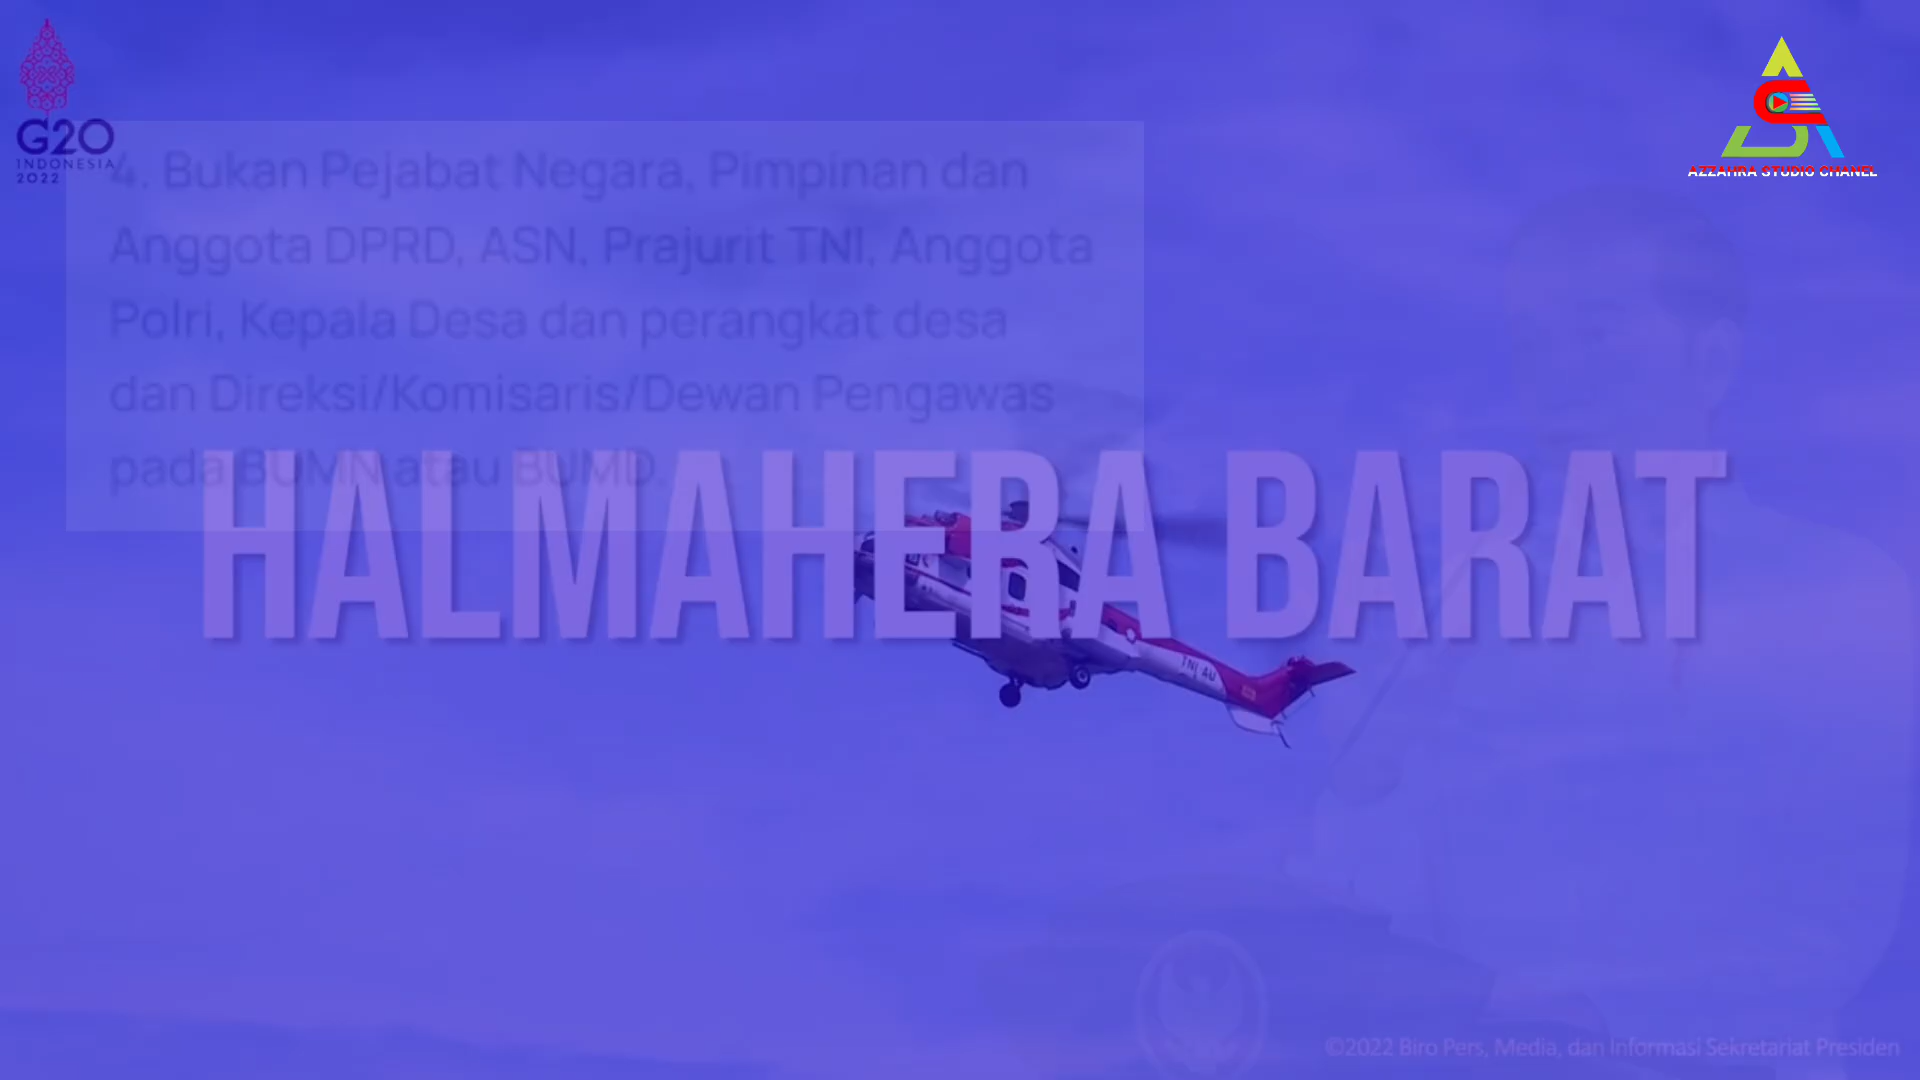 G20
INDONESIA
2022
4. Bukan Pejabat Negara, Pimpinan dan
Anggota DPRD, ASN, Prajurit TNI, Anggota
Polri, Kepala Desa dan perangkat desa
dan Direksi/Komisaris/Dewan Pengawas
pada BUMN atau BUMD.
AZZAHRA STUDIO CHANEL
HALMAHERA BARAT
TNI AU
©2022 Biro Pers, Media, dan Informasi Sekretariat Presiden